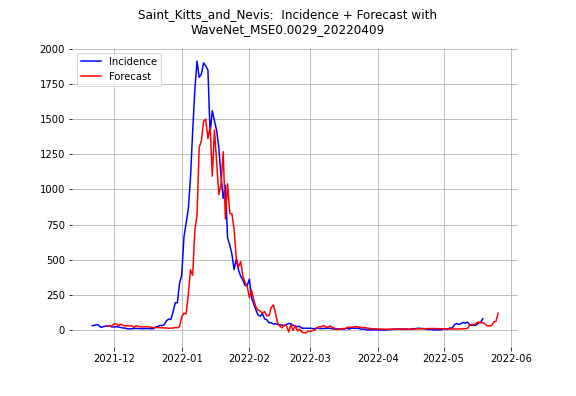 Saint_Kitts_and_Nevis:  Incidence + Forecast with
WaveNet_MSE0.0029_20220409
Incidence
Forecast
2000
1750
1500
1250
1000
750
500
250
0
2021-12 2022-01 2022-02 2022-03 2022-04 2022-05 2022-06